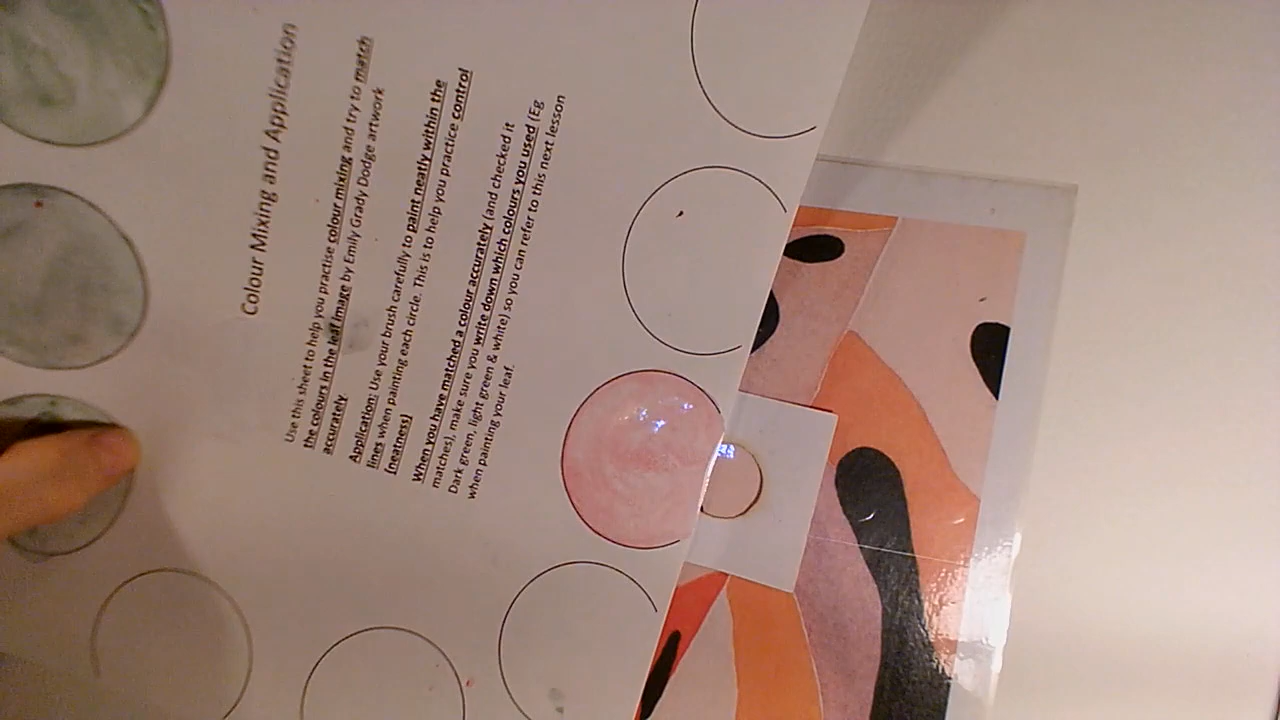 Colour Mixing and Application
Use this sheet to help you practise colour mixing and try to match
the colours in the leaf image by Emily Grady Dodge artwork
accurately
Application: Use your brush carefully to paint neatly within the
lines when painting each circle. This is to help you practice control
(neatness)
When you have matched a colour accurately (and checked it
matches), make sure you write down which colours you used (Eg
Dark green, light green & white) so you can refer to this next lesson
when painting your leaf.